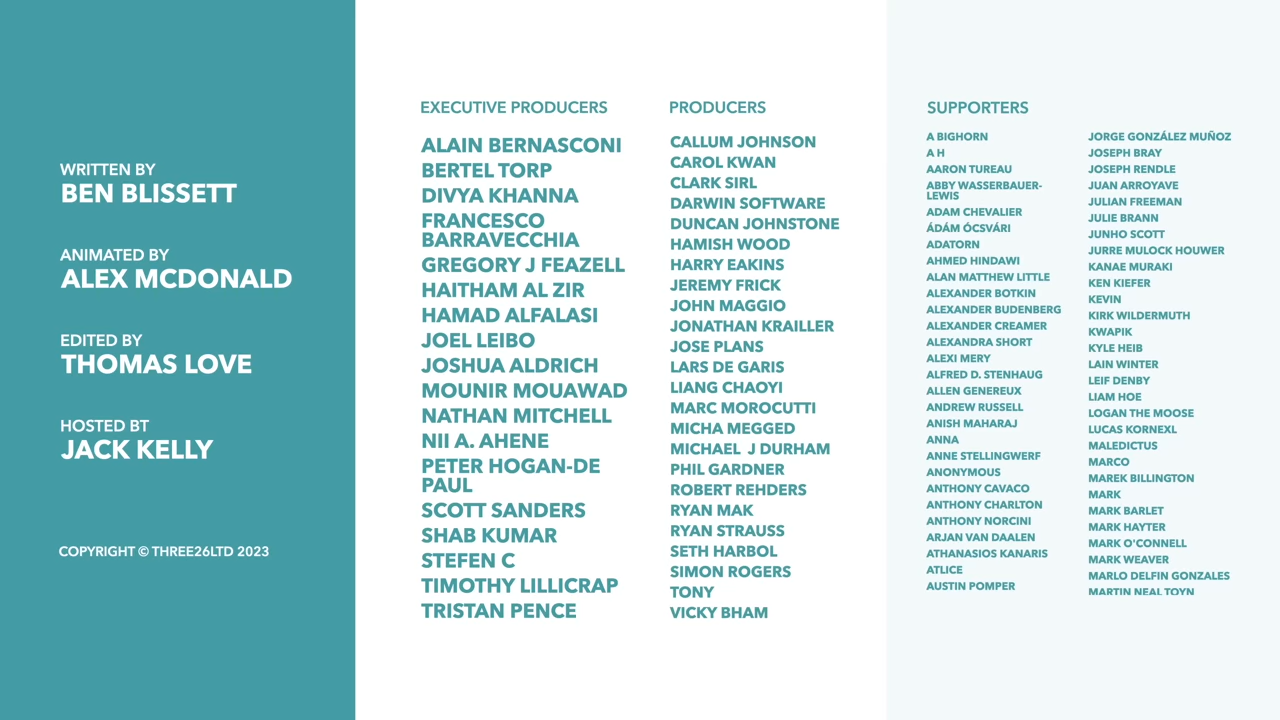 WRITTEN BY
BEN BLISSETT
ANIMATED BY
ALEX MCDONALD
EDITED BY
THOMAS LOVE
HOSTED BT
JACK KELLY
COPYRIGHT © THREE26LTD 2023
EXECUTIVE PRODUCERS
ALAIN BERNASCONI
BERTEL TORP
DIVYA KHANNA
FRANCESCO
BARRAVECCHIA
GREGORY J FEAZELL
HAITHAM AL ZIR
HAMAD ALFALASI
JOEL LEIBO
JOSHUA ALDRICH
MOUNIR MOUAWAD
NATHAN MITCHELL
NII A. AHENE
PETER HOGAN-DE
PAUL
SCOTT SANDERS
SHAB KUMAR
STEFEN C
TIMOTHY LILLICRAP
TRISTAN PENCE
PRODUCERS
CALLUM JOHNSON
CAROL KWAN
CLARK SIRL
DARWIN SOFTWARE
DUNCAN JOHNSTONE
HAMISH WOOD
HARRY EAKINS
JEREMY FRICK
JOHN MAGGIO
JONATHAN KRAILLER
JOSE PLANS
LARS DE GARIS
LIANG CHAOYI
MARC MOROCUTTI
MICHA MEGGED
MICHAEL  J DURHAM
PHIL GARDNER
ROBERT REHDERS
RYAN MAK
RYAN STRAUSS
SETH HARBOL
SIMON ROGERS
TONY
VICKY BHAM
SUPPORTERS
A BIGHORN
A H
AARON TUREAU
ABBY WASSERBAUER-
LEWIS
ADAM CHEVALIER
ÁDÁM ÓCSVÁRI
ADATORN
AHMED HINDAWI
ALAN MATTHEW LITTLE
ALEXANDER BOTKIN
ALEXANDER BUDENBERG
ALEXANDER CREAMER
ALEXANDRA SHORT
ALEXI MERY
ALFRED D. STENHAUG
ALLEN GENEREUX
ANDREW RUSSELL
ANISH MAHARAJ
ANNA
ANNE STELLINGWERF
ANONYMOUS
ANTHONY CAVACO
ANTHONY CHARLTON
ANTHONY NORCINI
ARJAN VAN DAALEN
ATHANASIOS KANARIS
ATLICE
AUSTIN POMPER
JORGE GONZÁLEZ MUÑOZ
JOSEPH BRAY
JOSEPH RENDLE
JUAN ARROYAVE
JULIAN FREEMAN
JULIE BRANN
JUNHO SCOTT
JURRE MULOCK HOUWER
KANAE MURAKI
KEN KIEFER
KEVIN
KIRK WILDERMUTH
KWAPIK
KYLE HEIB
LAIN WINTER
LEIF DENBY
LIAM HOE
LOGAN THE MOOSE
LUCAS KORNEXL
MALEDICTUS
MARCO
MAREK BILLINGTON
MARK
MARK BARLET
MARK HAYTER
MARK O'CONNELL
MARK WEAVER
MARLO DELFIN GONZALES
MARTIN NEAL TOYN